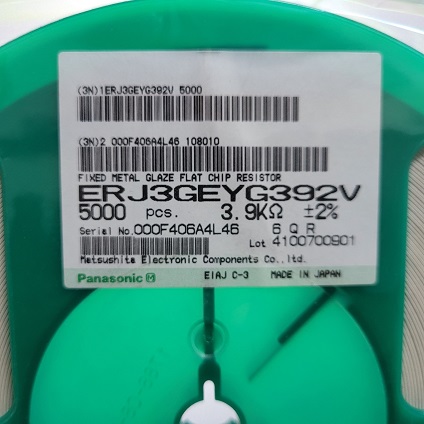 (3N)1ERJ3GEYG392V 5000
(3N)2 000F406A4L46 108010
FIXED METAL GLAZE FLAT CHIP RESISTOR
ERJ3GEYG392V
5000 pcs. 3.9KΩ ±2%
Serial No.000F406A4L46 6 Q R
Lot 4100700901
Matsushita Electronic Components Co.,ltd.
Panasonic M EIAJ C-3 MADE IN JAPAN